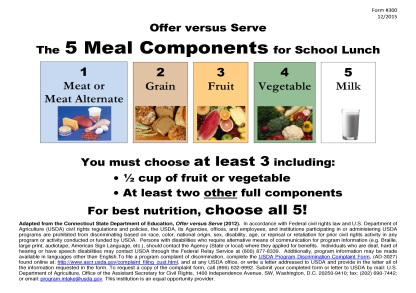 Form #300
12/2015
Offer versus Serve
The 5 Meal Components for School Lunch
1
Meat or
Meat Alternate
2
Grain
3
Fruit
4
Vegetable
5
Milk
You must choose at least 3 including:
• ½ cup of fruit or vegetable
• At least two other full components
For best nutrition, choose all 5!
Adapted from the Connecticut State Department of Education, Offer versus Serve (2012). In accordance with Federal civil rights law and U.S. Department of
Agriculture (USDA) civil rights regulations and policies, the USDA, its Agencies, offices, and employees, and institutions participating in or administering USDA
programs are prohibited from discriminating based on race, color, national origin, sex, disability, age, or reprisal or retaliation for prior civil rights activity in any
program or activity conducted or funded by USDA. Persons with disabilities who require alternative means of communication for program information (e.g. Braille,
large print, audiotape, American Sign Language, etc.), should contact the Agency (State or local) where they applied for benefits. Individuals who are deaf, hard of
hearing or have speech disabilities may contact USDA through the Federal Relay Service at (800) 877-8339. Additionally, program information may be made
available in languages other than English. To file a program complaint of discrimination, complete the USDA Program Discrimination Complaint Form, (AD-3027)
found online at: http://www.ascr.usda.gov/complaint_filing_cust.html, and at any USDA office, or write a letter addressed to USDA and provide in the letter all of
the information requested in the form. To request a copy of the complaint form, call (866) 632-9992. Submit your completed form or letter to USDA by mail: U.S.
Department of Agriculture, Office of the Assistant Secretary for Civil Rights, 1400 Independence Avenue, SW, Washington, D.C. 20250-9410; fax: (202) 690-7442;
or email: program.intake@usda.gov. This institution is an equal opportunity provider.